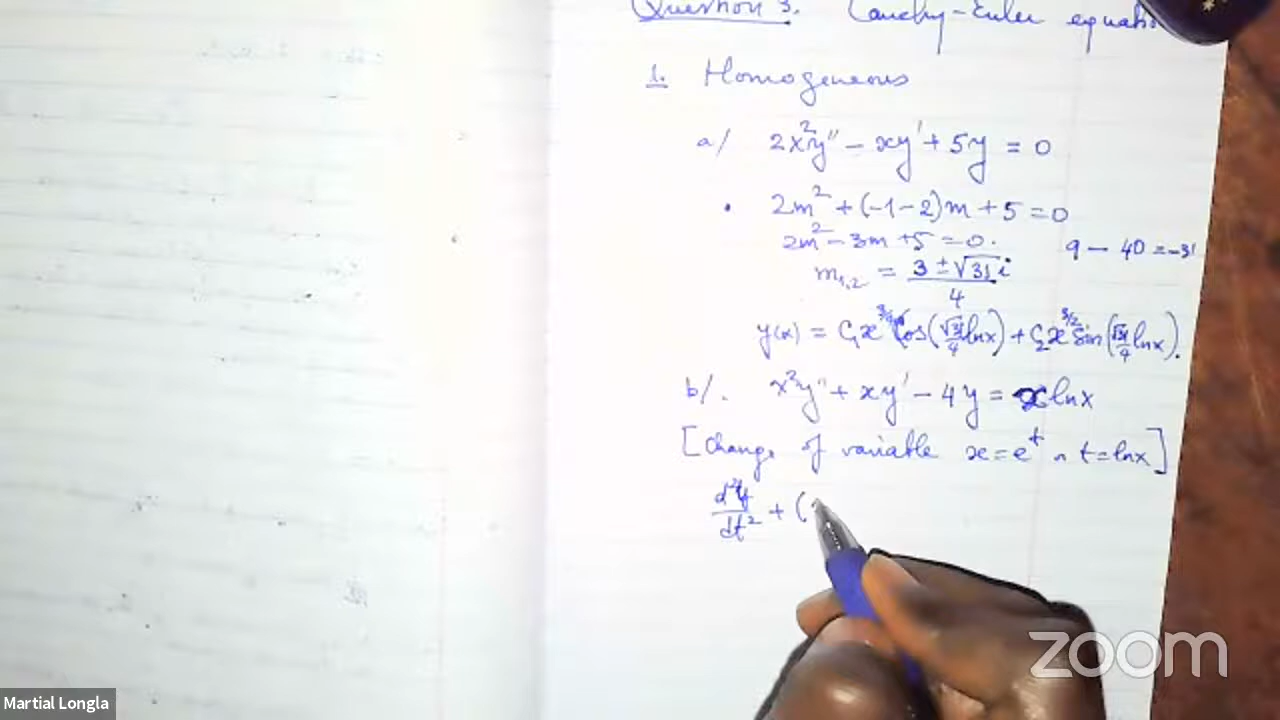 Question 3. Cauchy-Euler equatio
1. Homogeneous
a/ 2x²y'' - xy' + 5y = 0
• 2m² + (-1-2)m + 5 = 0
2m² - 3m + 5 = 0. 9 - 40 = -31
m₁,₂ = (3 ± √31 i)/4
y(x) = C₁x^(3/4) Cos(√31/4 lnx) + C₂x^(3/2) Sin(√31/4 lnx).
b/. x²y'' + xy' - 4y = x lnx
[Change of variable x = e^t n t = lnx]
d²y/dt² + (
zoom
Martial Longla